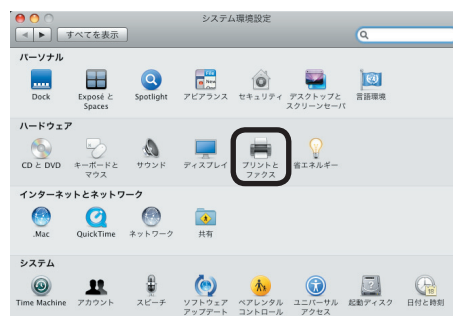 システム環境設定
すべてを表示
パーソナル
Dock
Exposé と
Spaces
Spotlight
アピアランス
セキュリティ
デスクトップと
スクリーンセーバ
言語環境
ハードウェア
CD と DVD
キーボードと
マウス
サウンド
ディスプレイ
プリントと
ファクス
省エネルギー
インターネットとネットワーク
.Mac
QuickTime
ネットワーク
共有
システム
Time Machine
アカウント
スピーチ
ソフトウェア
アップデート
ペアレンタル
コントロール
ユニバーサル
アクセス
起動ディスク
日付と時刻